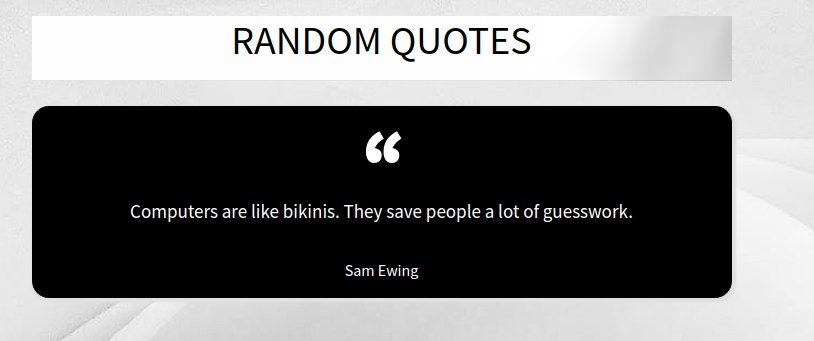 RANDOM QUOTES
“
Computers are like bikinis. They save people a lot of guesswork.
Sam Ewing